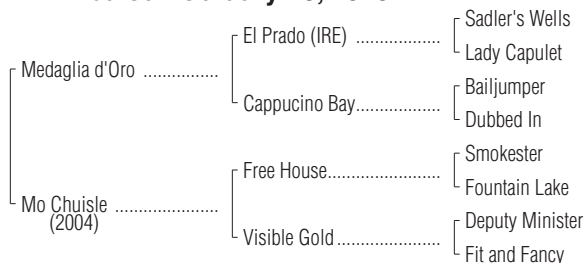 Sadler's Wells
El Prado (IRE) ...................
Lady Capulet
Medaglia d'Oro ................
Bailjumper
Cappucino Bay...................
Dubbed In
Smokester
Free House.........................
Fountain Lake
Mo Chuisle ......................
(2004)
Deputy Minister
Visible Gold.......................
Fit and Fancy